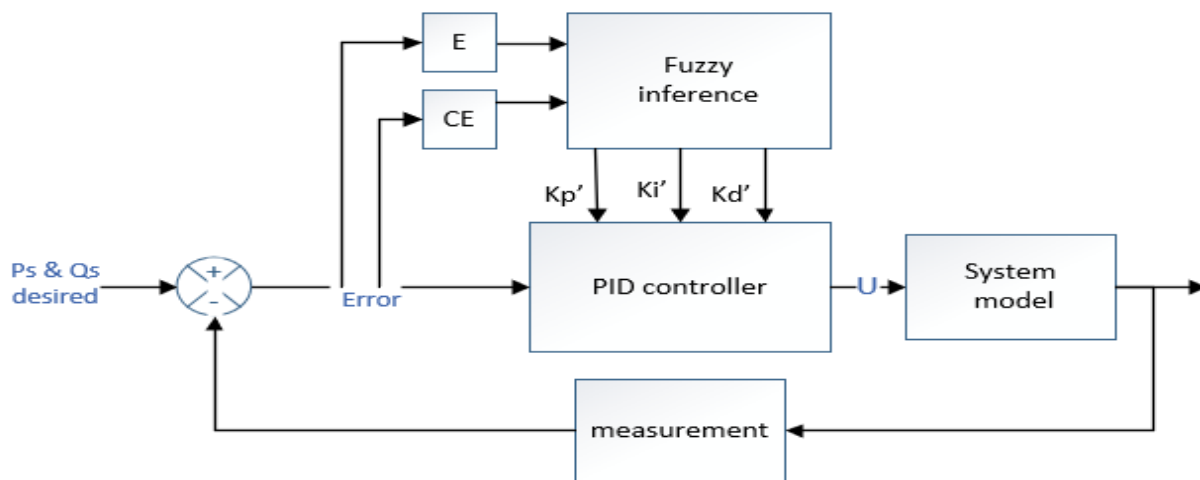 E
Fuzzy
inference
CE
Kp’
Ki’
Kd’
Ps & Qs
desired
+
-
Error
PID controller
U
System
model
measurement